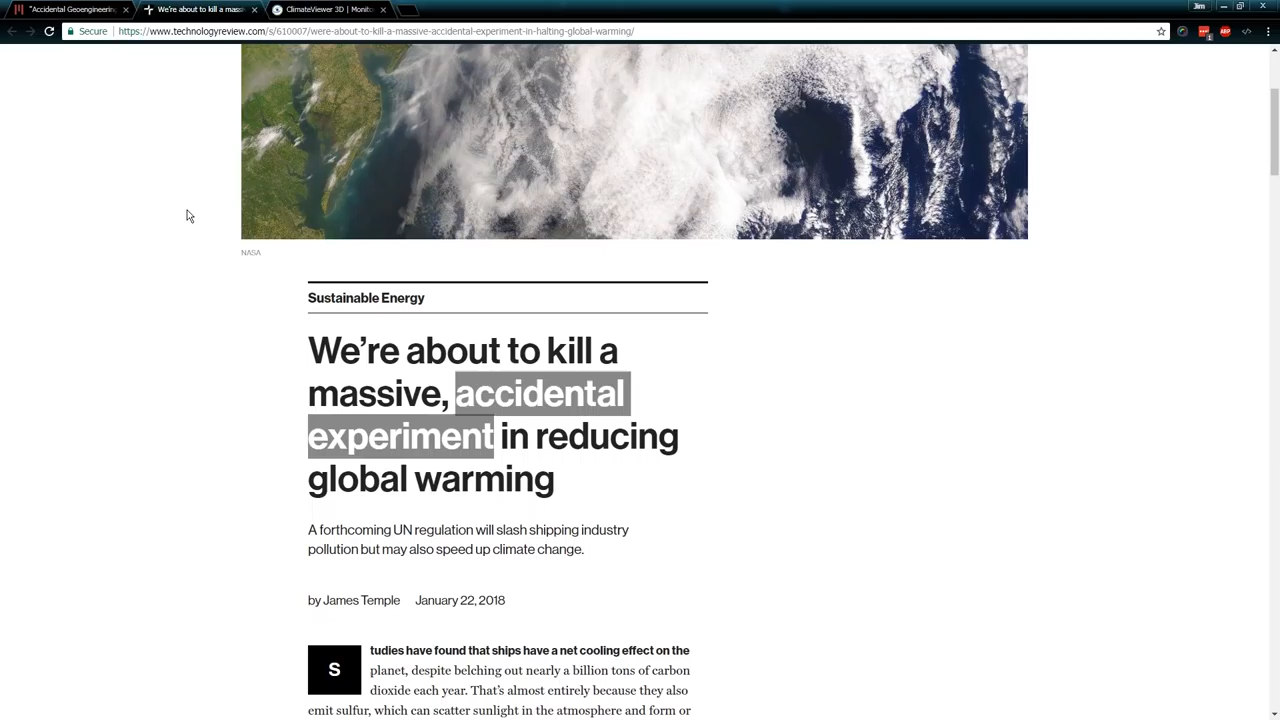 "Accidental Geoengineering
We're about to kill a mass
ClimateViewer 3D | Monito
Jim
Secure
https://www.technologyreview.com/s/610007/were-about-to-kill-a-massive-accidental-experiment-in-halting-global-warming/
ABP
NASA
Sustainable Energy
We're about to kill a
massive, accidental
experiment in reducing
global warming
A forthcoming UN regulation will slash shipping industry
pollution but may also speed up climate change.
by James Temple January 22, 2018
S
tudies have found that ships have a net cooling effect on the
planet, despite belching out nearly a billion tons of carbon
dioxide each year. That's almost entirely because they also
emit sulfur, which can scatter sunlight in the atmosphere and form or